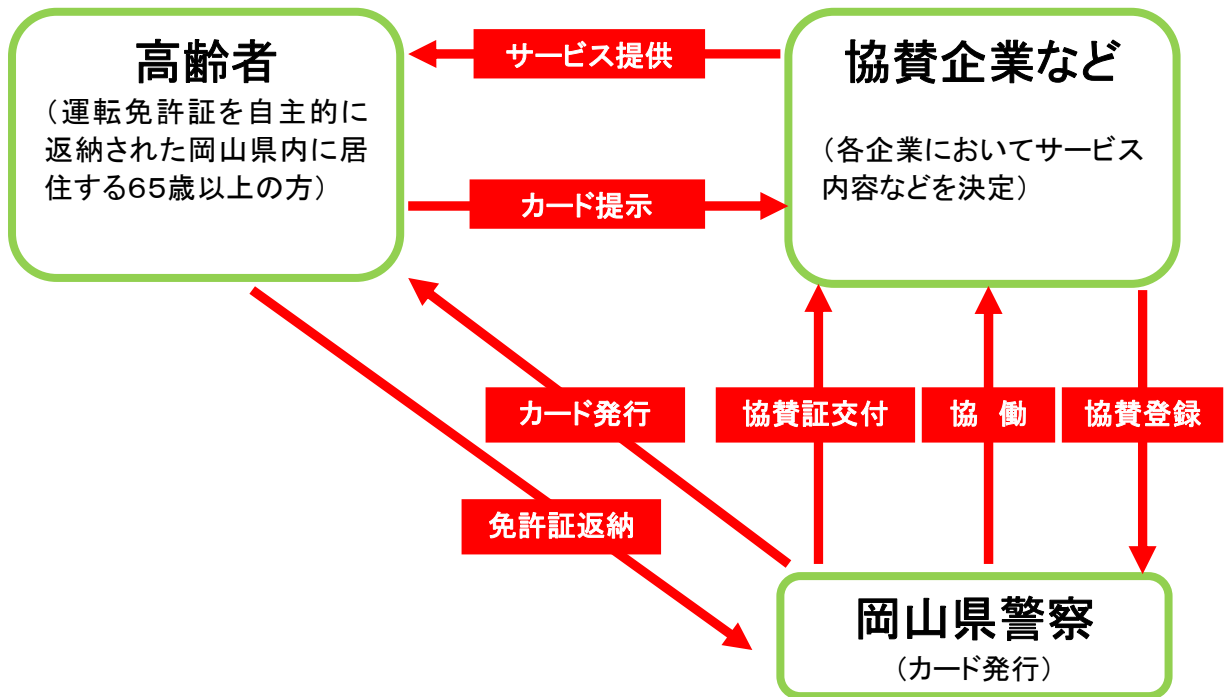 高齢者
（運転免許証を自主的に
返納された岡山県内に居
住する６５歳以上の方）
サービス提供
カード提示
協賛企業など
（各企業においてサービス
内容などを決定）
カード発行
免許証返納
協賛証交付
協　働
協賛登録
岡山県警察
（カード発行）